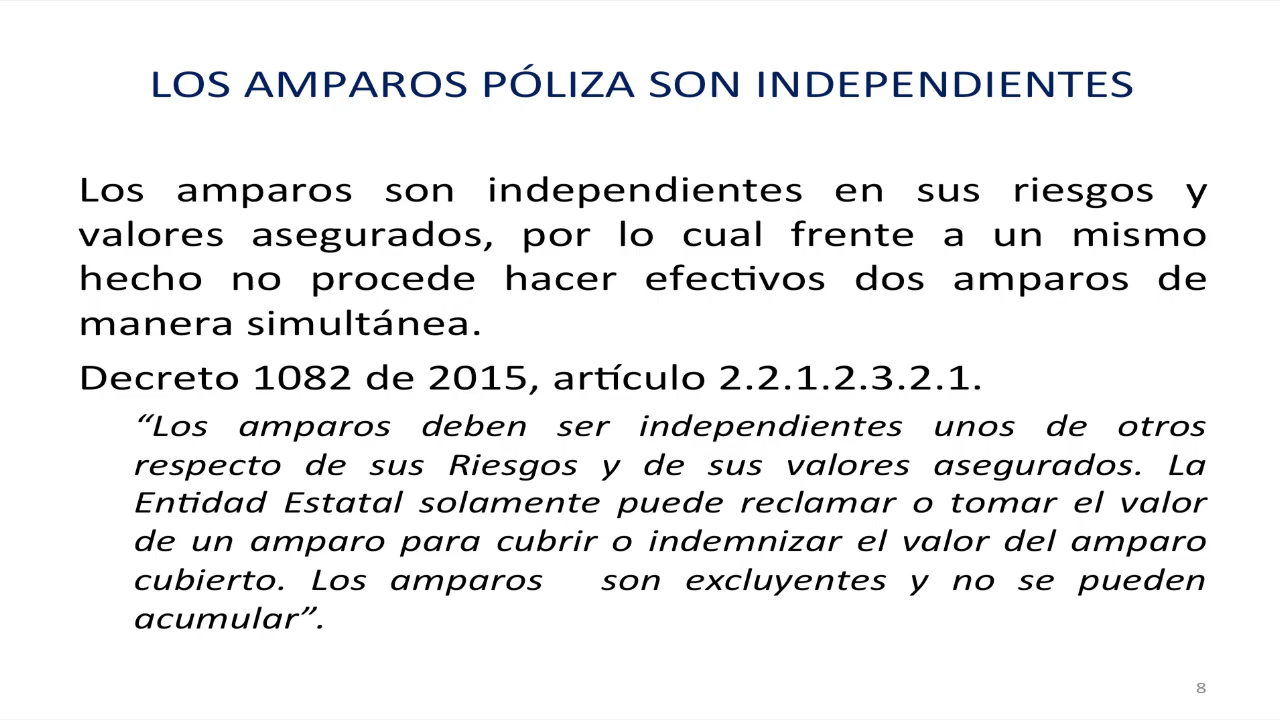 LOS AMPAROS PÓLIZA SON INDEPENDIENTES
Los amparos son independientes en sus riesgos y
valores asegurados, por lo cual frente a un mismo
hecho no procede hacer efectivos dos amparos de
manera simultánea.
Decreto 1082 de 2015, artículo 2.2.1.2.3.2.1.
“Los amparos deben ser independientes unos de otros
respecto de sus Riesgos y de sus valores asegurados. La
Entidad Estatal solamente puede reclamar o tomar el valor
de un amparo para cubrir o indemnizar el valor del amparo
cubierto. Los amparos son excluyentes y no se pueden
acumular”.
8